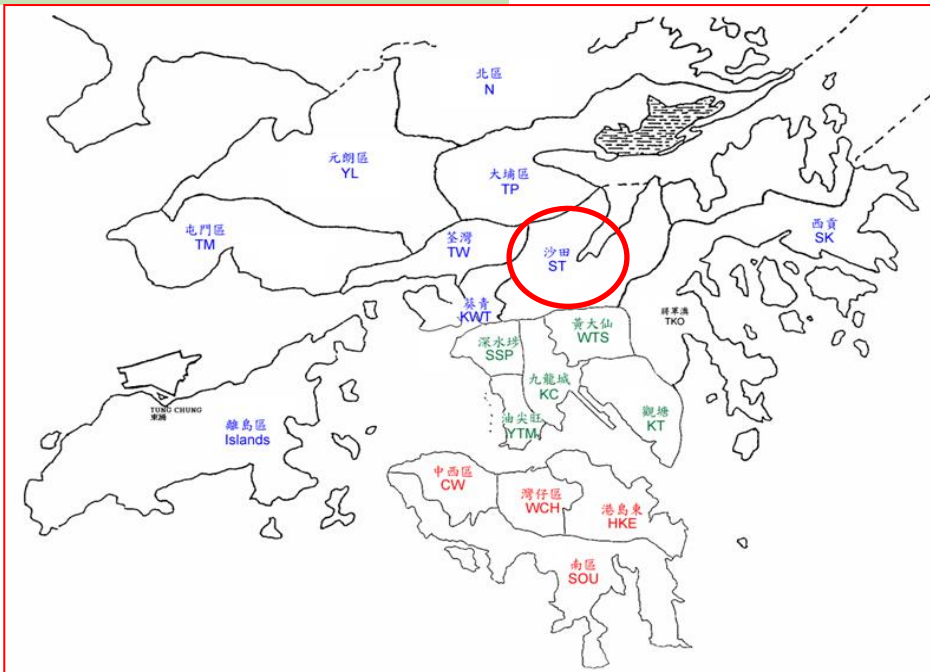 北區
N
元朗區
YL
大埔區
TP
屯門區
TM
荃灣
TW
沙田
ST
西貢
SK
葵青
KWT
將軍澳
TKO
黃大仙
WTS
深水埗
SSP
九龍城
KC
油尖旺
YTM
觀塘
KT
TUNG CHUNG
東涌
離島區
Islands
中西區
CW
灣仔區
WCH
港島東
HKE
南區
SOU